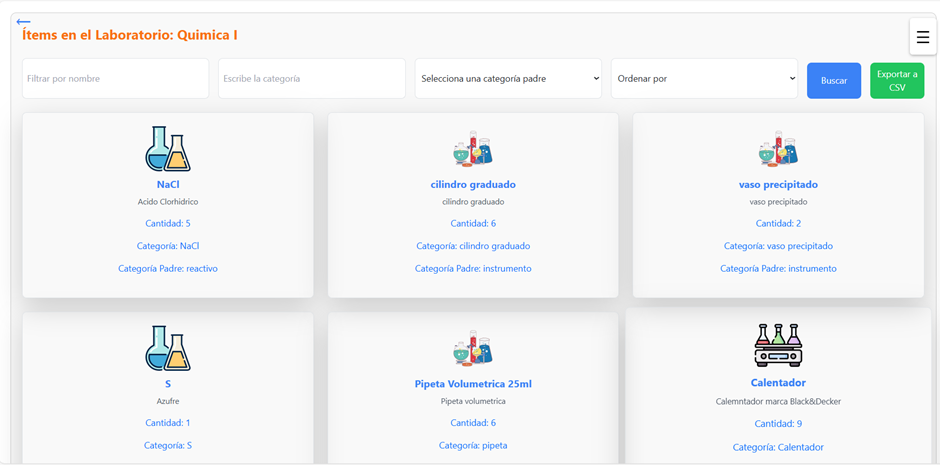 Ítems en el Laboratorio: Quimica I
Filtrar por nombre
Escribe la categoría
Selecciona una categoría padre
Ordenar por
Buscar
Exportar a
CSV
NaCl
Acido Clorhidrico
Cantidad: 5
Categoría: NaCl
Categoría Padre: reactivo
cilindro graduado
cilindro graduado
Cantidad: 6
Categoría: cilindro graduado
Categoría Padre: instrumento
vaso precipitado
vaso precipitado
Cantidad: 2
Categoría: vaso precipitado
Categoría Padre: instrumento
S
Azufre
Cantidad: 1
Categoría: S
Pipeta Volumetrica 25ml
Pipeta volumetrica
Cantidad: 6
Categoría: pipeta
Calentador
Calemntador marca Black&Decker
Cantidad: 9
Categoría: Calentador